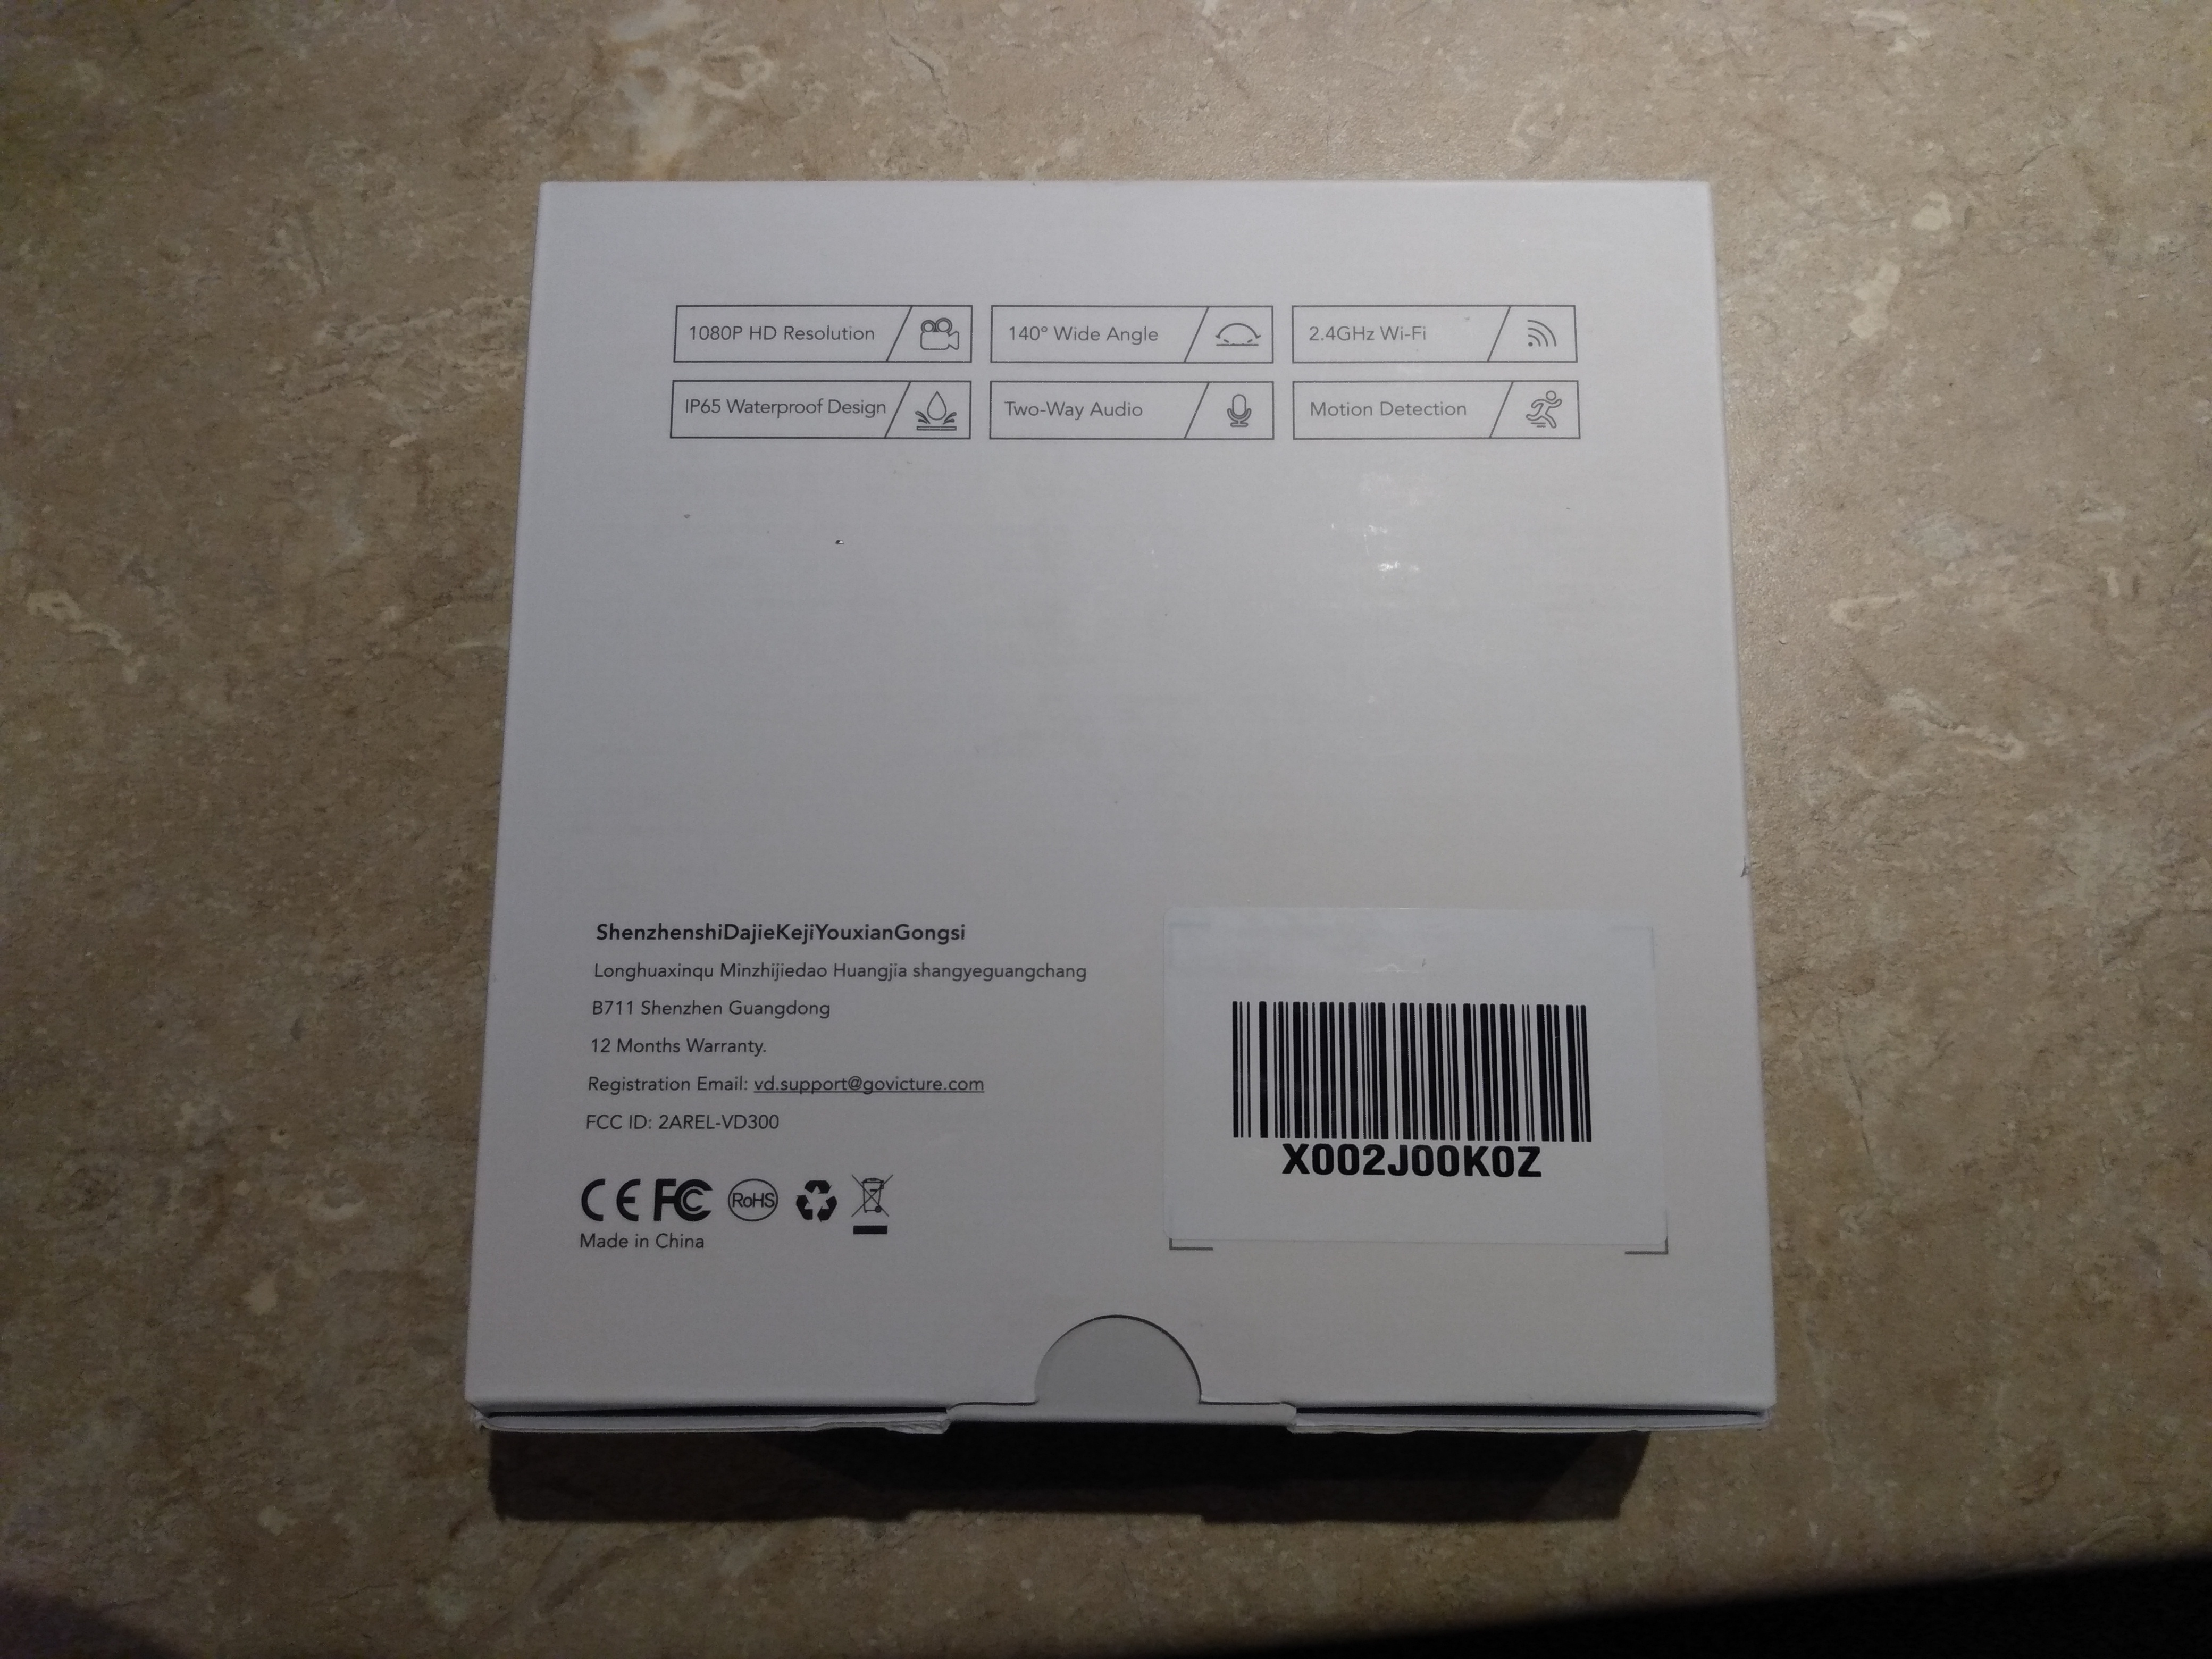 1080P HD Resolution
140° Wide Angle
2.4GHz Wi-Fi
IP65 Waterproof Design
Two-Way Audio
Motion Detection
ShenzhenshiDajieKejiYouxianGongsi
Longhuaxinqu Minzhijiedao Huangjia shangyeguangchang
B711 Shenzhen Guangdong
12 Months Warranty.
Registration Email: vd.support@govicture.com
FCC ID: 2AREL-VD300
CE FC RoHS
Made in China
X002J00K0Z